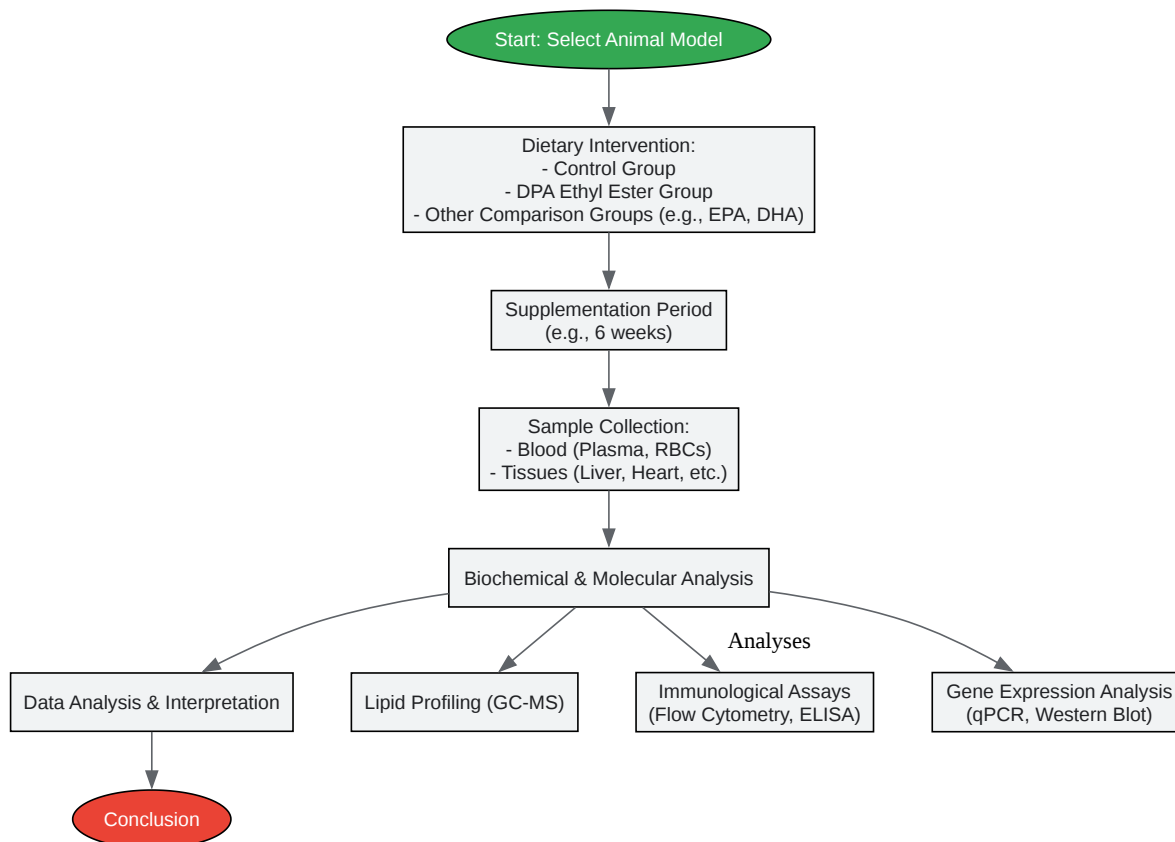 Start: Select Animal Model
Dietary Intervention:
- Control Group
- DPA Ethyl Ester Group
- Other Comparison Groups (e.g., EPA, DHA)
Supplementation Period
(e.g., 6 weeks)
Sample Collection:
- Blood (Plasma, RBCs)
- Tissues (Liver, Heart, etc.)
Biochemical & Molecular Analysis
Analyses
Data Analysis & Interpretation
Lipid Profiling (GC-MS)
Immunological Assays
(Flow Cytometry, ELISA)
Gene Expression Analysis
(qPCR, Western Blot)
Conclusion